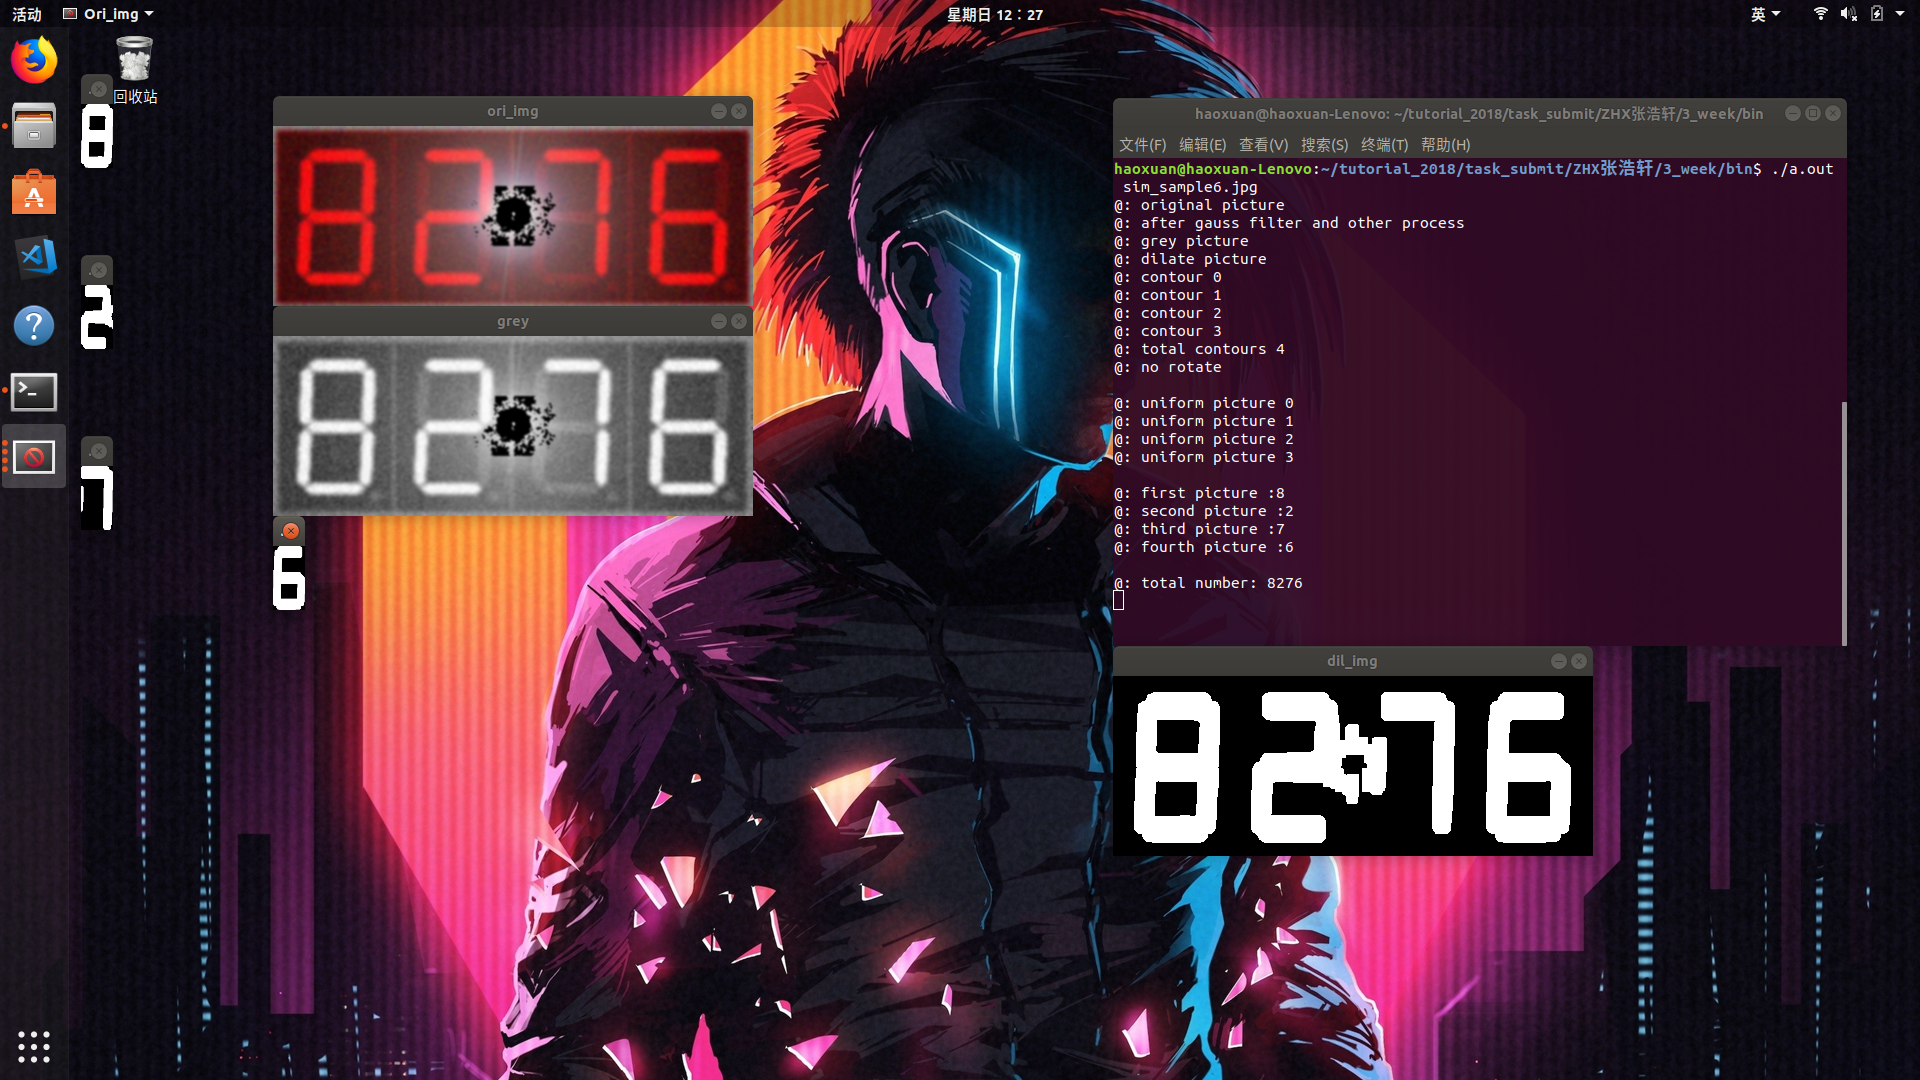 活动
Ori_img
星期日 12：27
英
回收站
8
2
7
ori_img
8276
grey
8276
6
haoxuan@haoxuan-Lenovo: ~/tutorial_2018/task_submit/ZHX张浩轩/3_week/bin
文件(F) 编辑(E) 查看(V) 搜索(S) 终端(T) 帮助(H)
haoxuan@haoxuan-Lenovo:~/tutorial_2018/task_submit/ZHX张浩轩/3_week/bin$ ./a.out
sim_sample6.jpg
@: original picture
@: after gauss filter and other process
@: grey picture
@: dilate picture
@: contour 0
@: contour 1
@: contour 2
@: contour 3
@: total contours 4
@: no rotate
@: uniform picture 0
@: uniform picture 1
@: uniform picture 2
@: uniform picture 3
@: first picture :8
@: second picture :2
@: third picture :7
@: fourth picture :6
@: total number: 8276
dil_img
8276